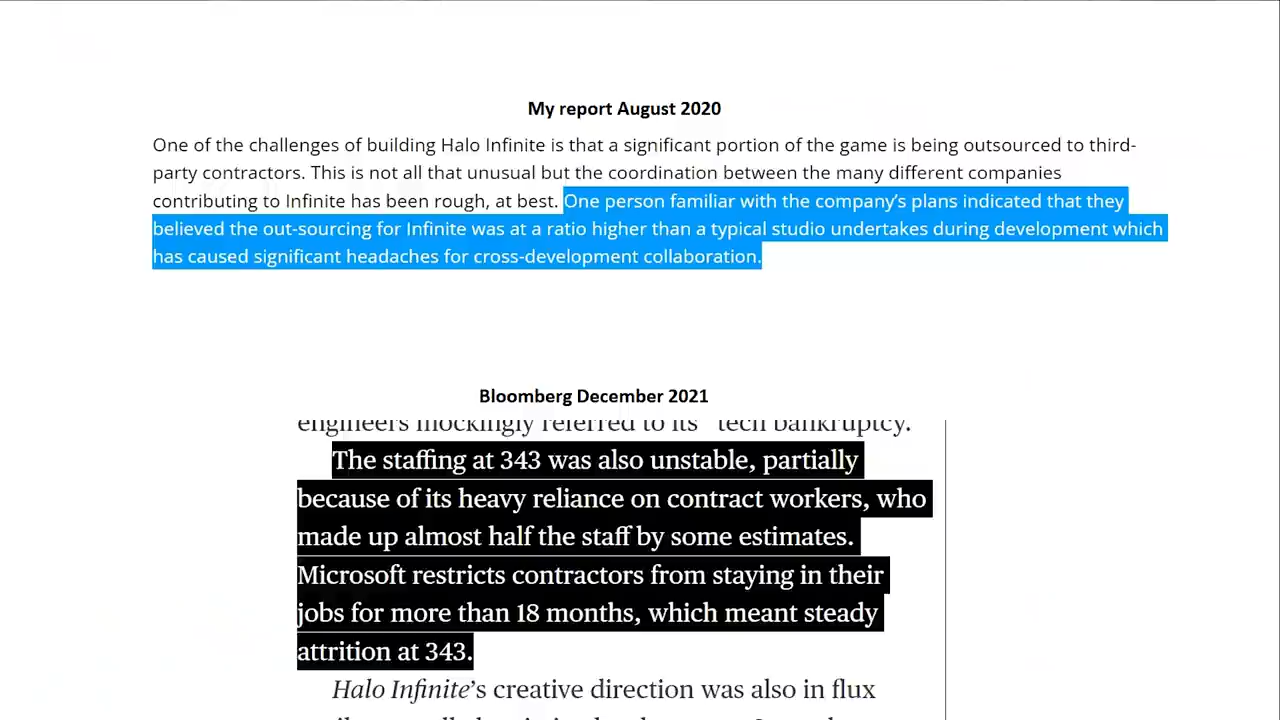 My report August 2020
One of the challenges of building Halo Infinite is that a significant portion of the game is being outsourced to third-
party contractors. This is not all that unusual but the coordination between the many different companies
contributing to Infinite has been rough, at best. One person familiar with the company's plans indicated that they
believed the out-sourcing for Infinite was at a ratio higher than a typical studio undertakes during development which
has caused significant headaches for cross-development collaboration.
Bloomberg December 2021
engineers mockingly referred to its "tech bankruptcy."
The staffing at 343 was also unstable, partially
because of its heavy reliance on contract workers, who
made up almost half the staff by some estimates.
Microsoft restricts contractors from staying in their
jobs for more than 18 months, which meant steady
attrition at 343.
Halo Infinite's creative direction was also in flux